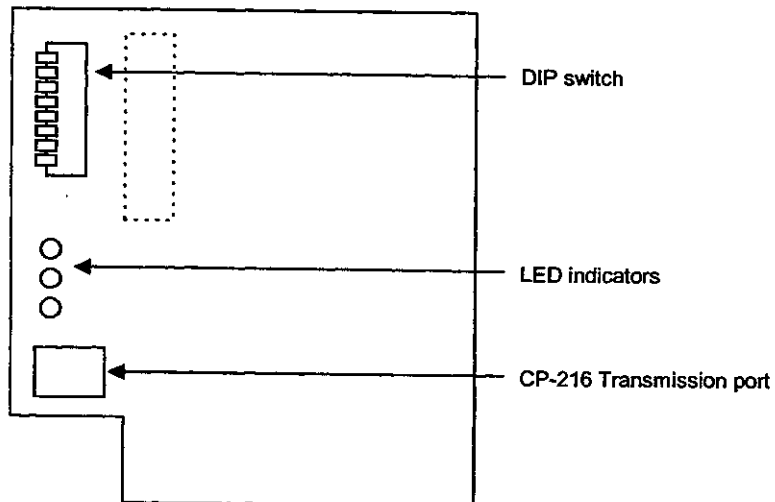 DIP switch
LED indicators
CP-216 Transmission port